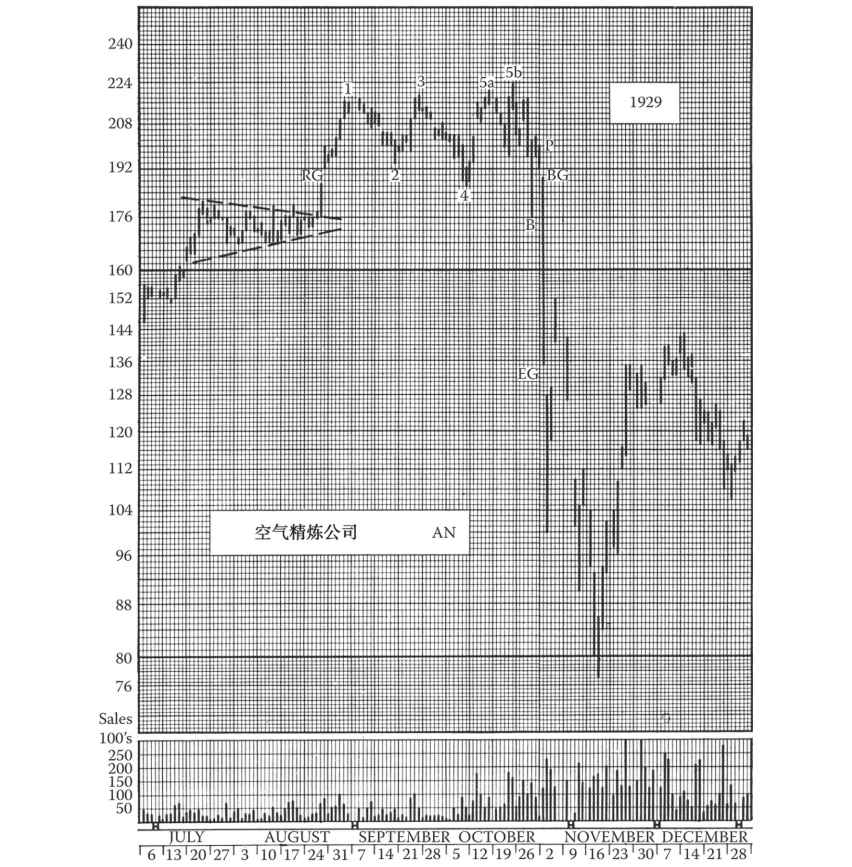 240
224
208
192
176
160
152
144
136
128
120
112
104
96
88
80
76
Sales
100's
250
200
150
100
50
1929
1
2
3
4
5a
5b
RG
P
BG
B
EG
空气精炼公司 AN
JULY AUGUST SEPTEMBER OCTOBER NOVEMBER DECEMBER
6 13 20 27 3 10 17 24 31 7 14 21 28 5 12 19 26 2 9 16 23 30 7 14 21 28